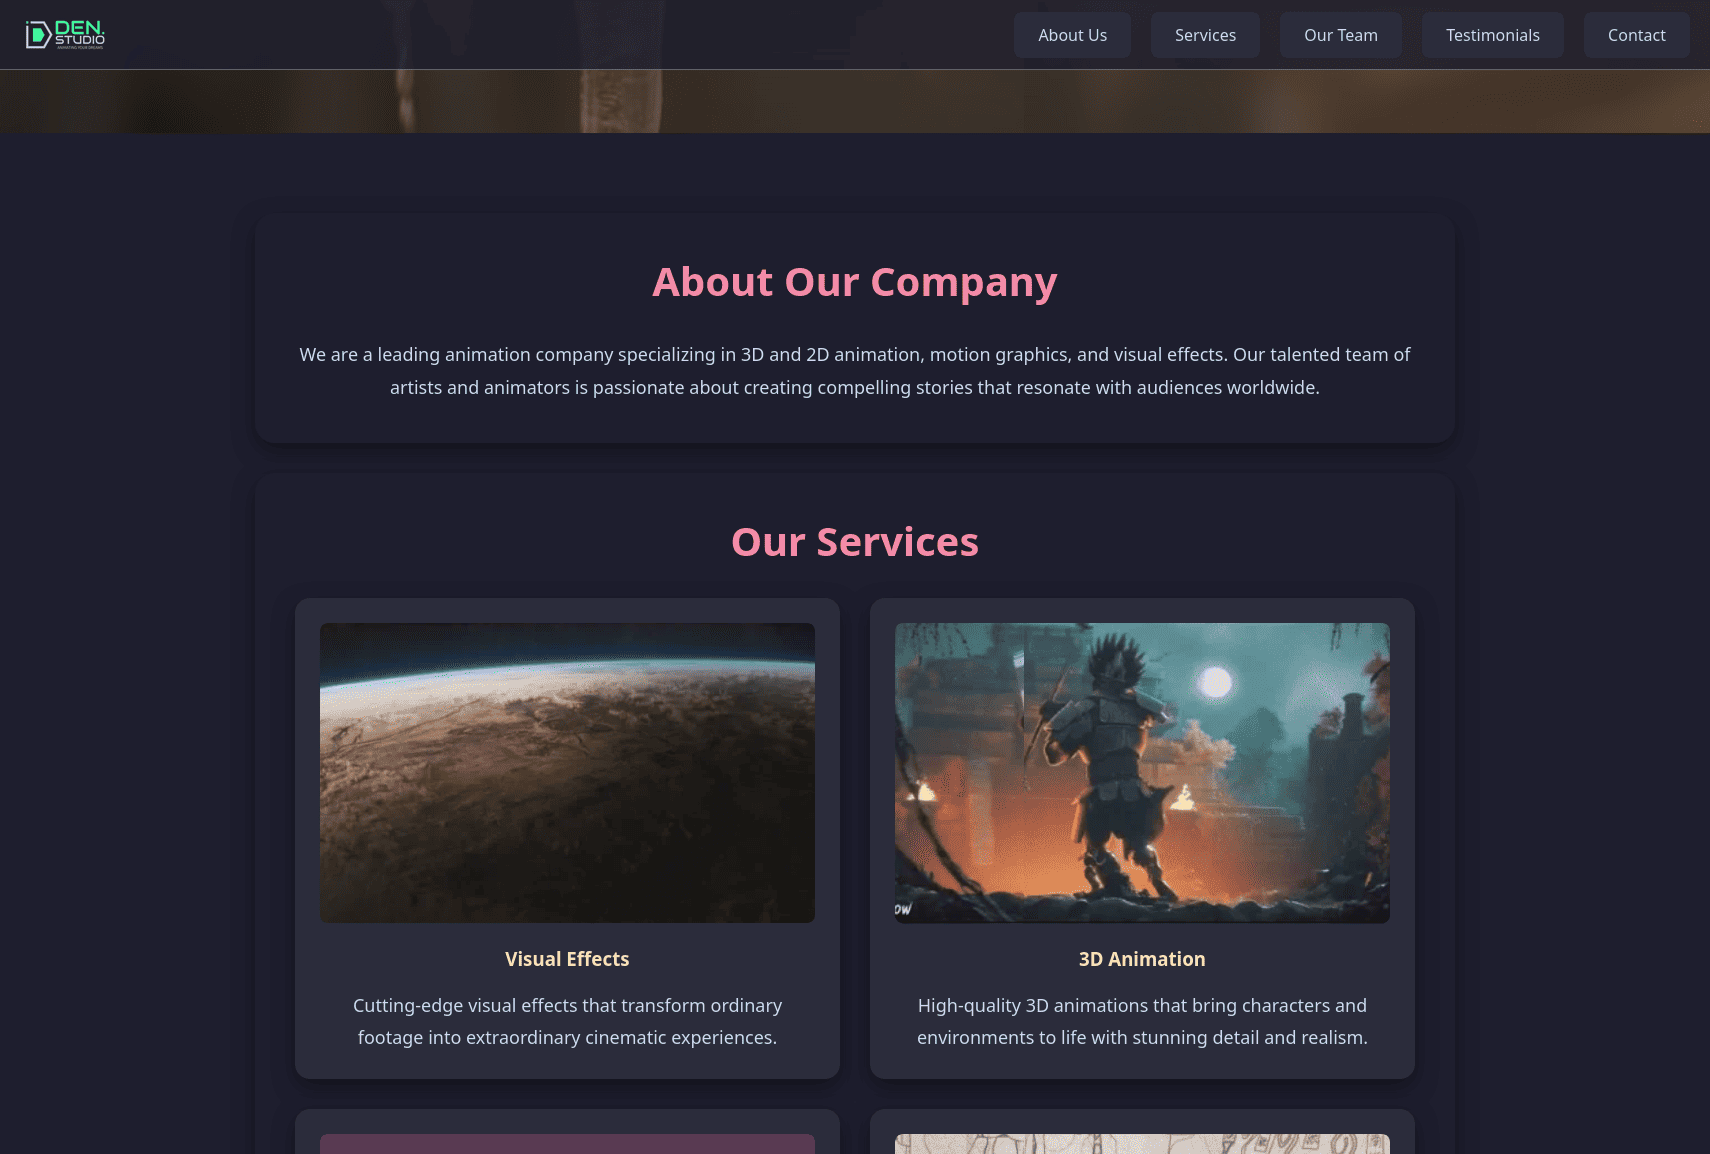 DEN.
STUDIO
ANIMATING YOUR DREAMS
About Us
Services
Our Team
Testimonials
Contact
About Our Company
We are a leading animation company specializing in 3D and 2D animation, motion graphics, and visual effects. Our talented team of
artists and animators is passionate about creating compelling stories that resonate with audiences worldwide.
Our Services
Visual Effects
Cutting-edge visual effects that transform ordinary
footage into extraordinary cinematic experiences.
OW
3D Animation
High-quality 3D animations that bring characters and
environments to life with stunning detail and realism.